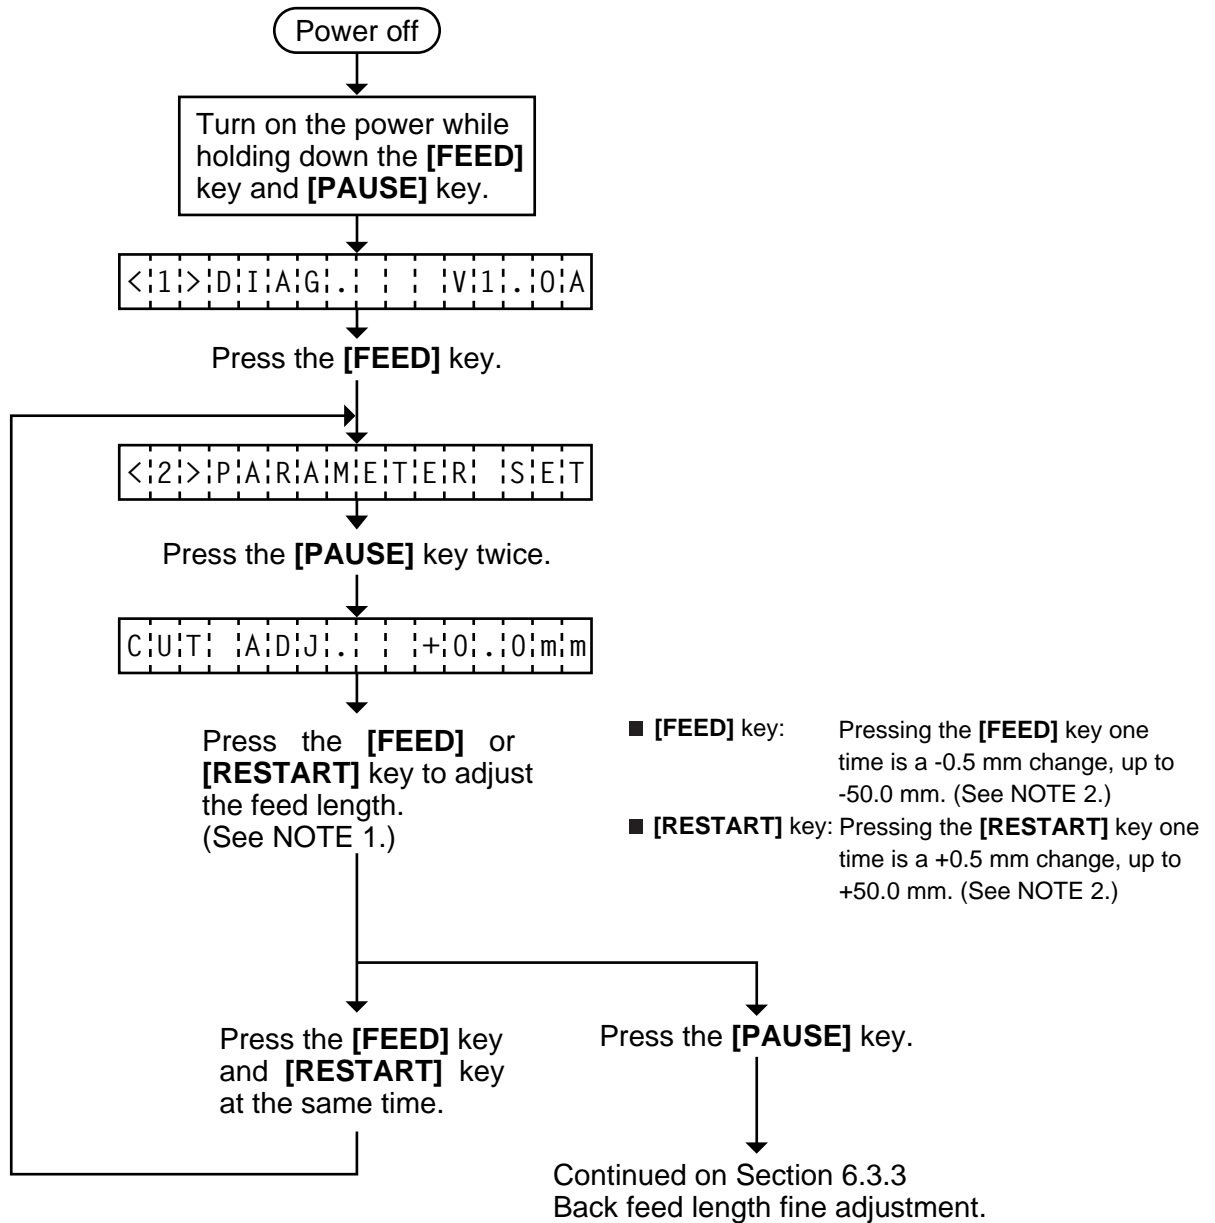 Power off
Turn on the power while
holding down the [FEED]
key and [PAUSE] key.
<1>DIAG.   V1.0A
Press the [FEED] key.
<2>PARAMETER SET
Press the [PAUSE] key twice.
CUT ADJ.  +0.0mm
Press the [FEED] or
[RESTART] key to adjust
the feed length.
(See NOTE 1.)
■ [FEED] key: Pressing the [FEED] key one
time is a -0.5 mm change, up to
-50.0 mm. (See NOTE 2.)
■ [RESTART] key: Pressing the [RESTART] key one
time is a +0.5 mm change, up to
+50.0 mm. (See NOTE 2.)
Press the [FEED] key
and [RESTART] key
at the same time.
Press the [PAUSE] key.
Continued on Section 6.3.3
Back feed length fine adjustment.